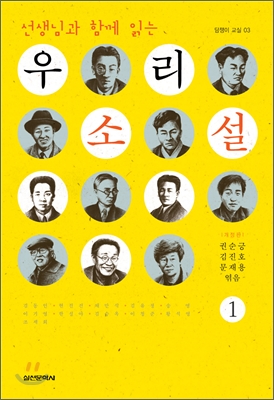 선생님과 함께 읽는
담쟁이 교실 03
우리
소설
(개정판)
권순긍
김진호
문재용
엮음
1
실천문학사